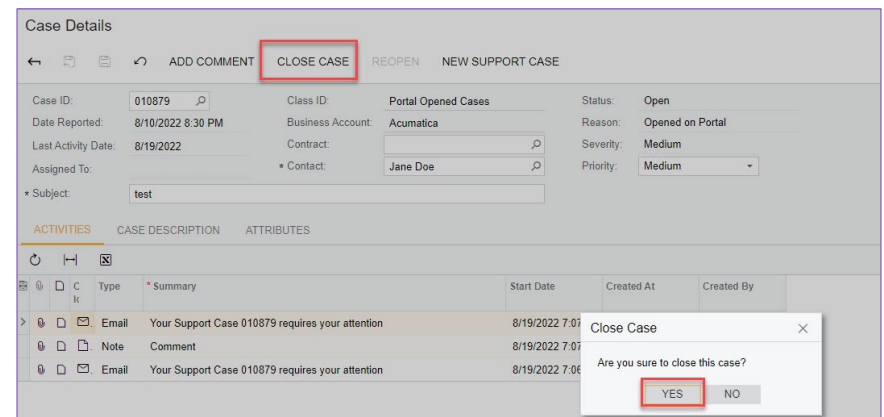 Case Details
ADD COMMENT CLOSE CASE REOPEN NEW SUPPORT CASE
Case ID: 010879 Class ID: Portal Opened Cases Status: Open
Date Reported: 8/10/2022 8:30 PM Business Account: Acumatica Reason: Opened on Portal
Last Activity Date: 8/19/2022 Contract: Severity: Medium
Assigned To: * Contact: Jane Doe Priority: Medium
* Subject: test
ACTIVITIES CASE DESCRIPTION ATTRIBUTES
Type * Summary Start Date Created At Created By
Email Your Support Case 010879 requires your attention 8/19/2022 7:07
Note Comment 8/19/2022 7:07
Email Your Support Case 010879 requires your attention 8/19/2022 7:06
Close Case
Are you sure to close this case?
YES NO